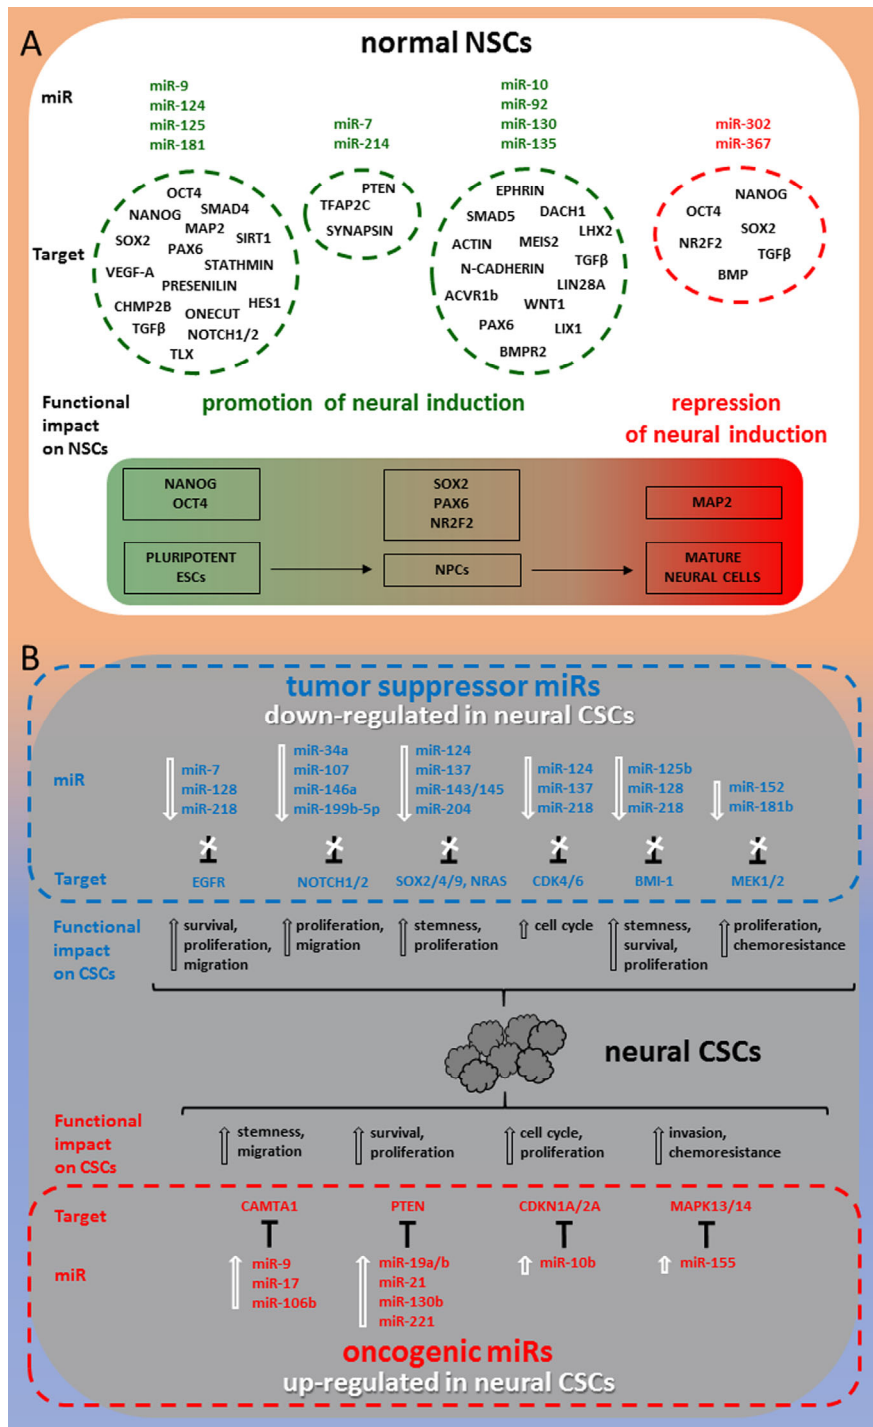 A
normal NSCs
miR
miR-9
miR-124
miR-125
miR-181
miR-7
miR-214
miR-10
miR-92
miR-130
miR-135
miR-302
miR-367
Target
OCT4
NANOG
SMAD4
MAP2
SOX2
PAX6
SIRT1
VEGF-A
STATHMIN
PRESENILIN
CHMP2B
HES1
ONECUT
TGFβ
NOTCH1/2
TLX
PTEN
TFAP2C
SYNAPSIN
EPHRIN
SMAD5
DACH1
LHX2
ACTIN
MEIS2
N-CADHERIN
TGFβ
LIN28A
ACVR1b
WNT1
PAX6
LIX1
BMPR2
NANOG
OCT4
SOX2
NR2F2
TGFβ
BMP
Functional
impact
on NSCs
promotion of neural induction
repression
of neural induction
NANOG
OCT4
SOX2
PAX6
NR2F2
MAP2
PLURIPOTENT
ESCs
NPCs
MATURE
NEURAL CELLS
B
tumor suppressor miRs
down-regulated in neural CSCs
miR
miR-7
miR-128
miR-218
miR-34a
miR-107
miR-146a
miR-199b-5p
miR-124
miR-137
miR-143/145
miR-204
miR-124
miR-137
miR-218
miR-125b
miR-128
miR-218
miR-152
miR-181b
Target
EGFR
NOTCH1/2
SOX2/4/9, NRAS
CDK4/6
BMI-1
MEK1/2
Functional
impact
on CSCs
survival,
proliferation,
migration
proliferation,
migration
stemness,
proliferation
cell cycle
stemness,
survival,
proliferation
proliferation,
chemoresistance
neural CSCs
Functional
impact
on CSCs
stemness,
migration
survival,
proliferation
cell cycle,
proliferation
invasion,
chemoresistance
Target
CAMTA1
PTEN
CDKN1A/2A
MAPK13/14
miR
miR-9
miR-17
miR-106b
miR-19a/b
miR-21
miR-130b
miR-221
miR-10b
miR-155
oncogenic miRs
up-regulated in neural CSCs